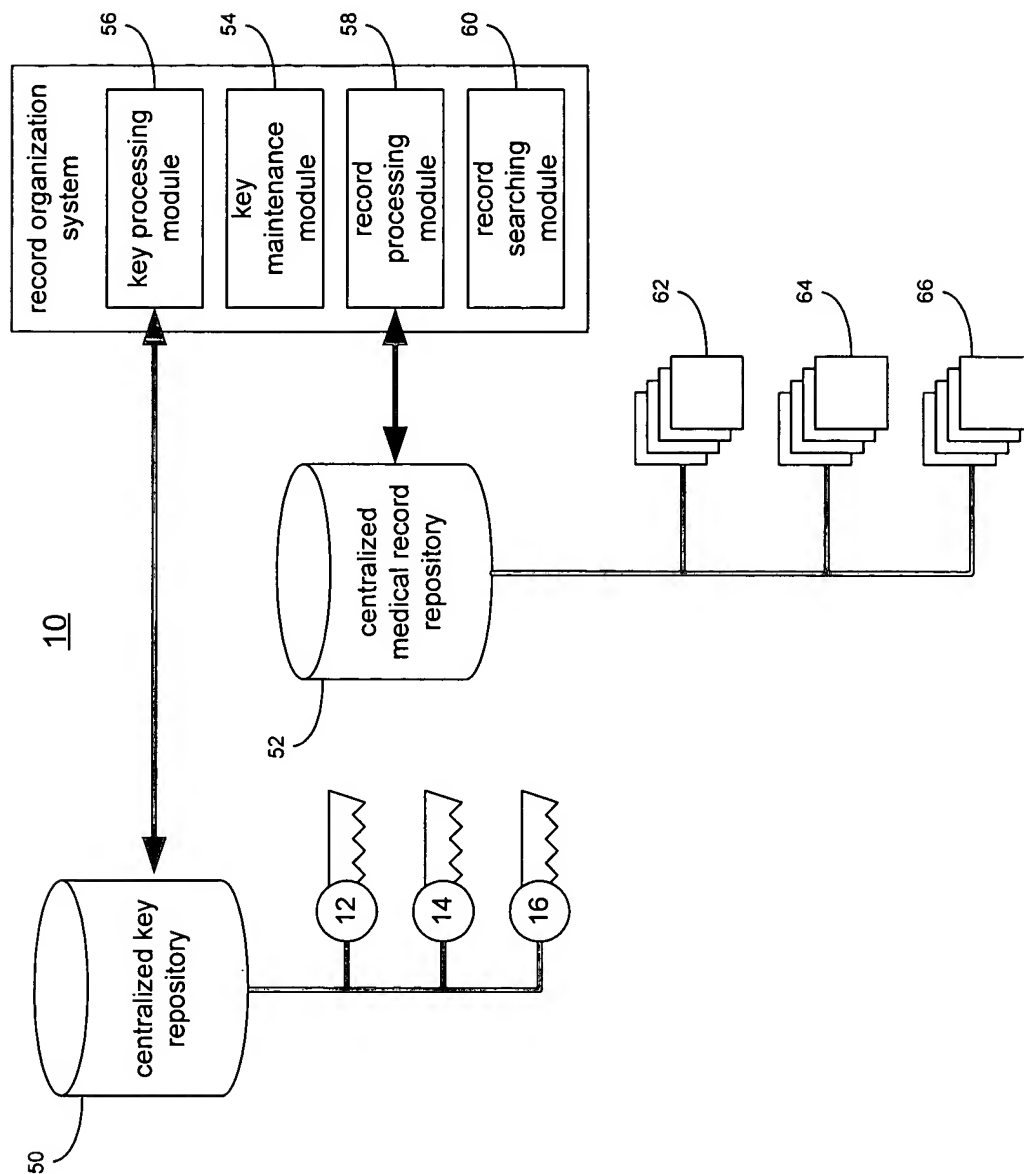 10
record organization
system
56
key processing
module
54
key
maintenance
module
58
record
processing
module
60
record
searching
module
50
centralized key
repository
12
14
16
52
centralized
medical record
repository
62
64
66